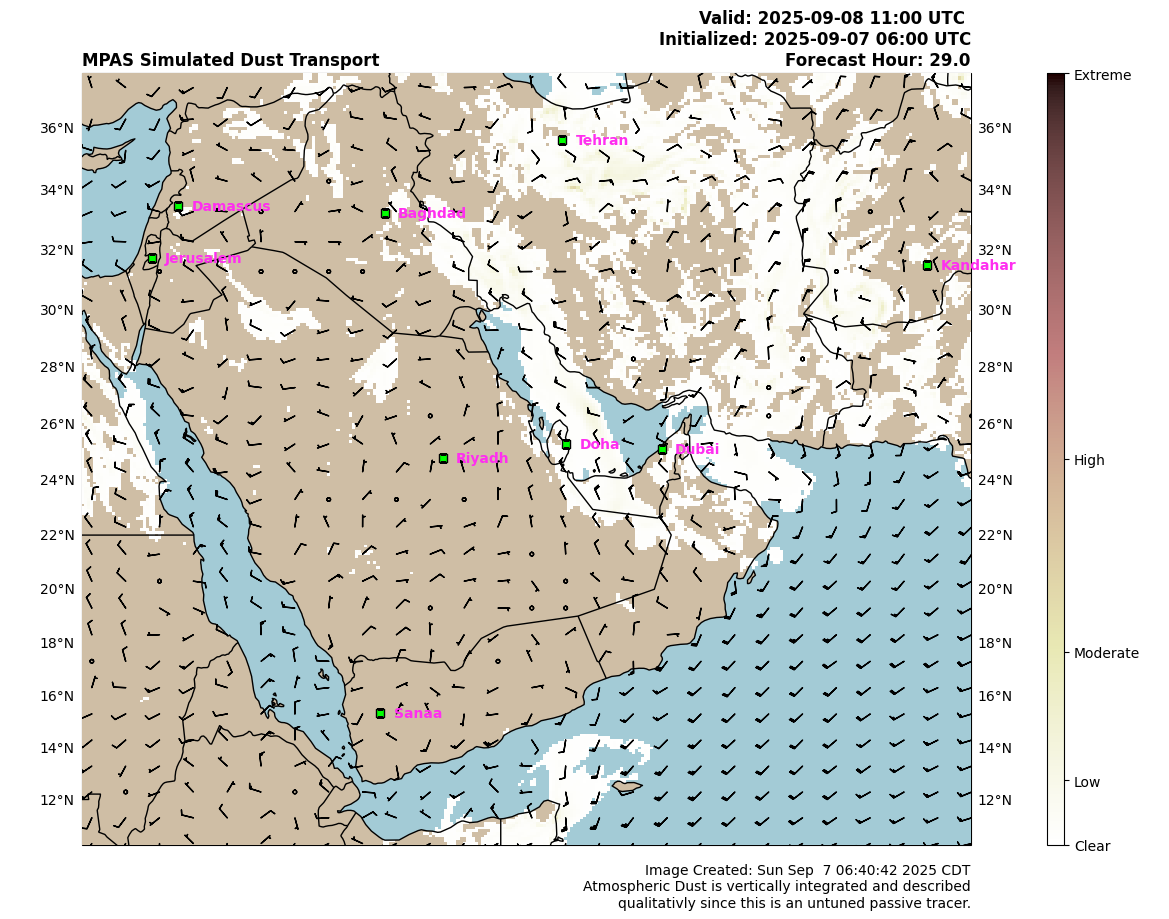 Valid: 2025-09-08 11:00 UTC
Initialized: 2025-09-07 06:00 UTC
MPAS Simulated Dust Transport Forecast Hour: 29.0
Extreme
36°N 36°N
Tehran
34°N 34°N
Damascus
Baghdad
32°N 32°N
Jerusalem
Kandahar
30°N 30°N
28°N 28°N
26°N 26°N
Doha
Dubai
Riyadh
High
24°N 24°N
22°N 22°N
20°N 20°N
18°N 18°N
Moderate
16°N 16°N
Sanaa
14°N 14°N
Low
12°N 12°N
Clear
Image Created: Sun Sep  7 06:40:42 2025 CDT
Atmospheric Dust is vertically integrated and described
qualitativly since this is an untuned passive tracer.